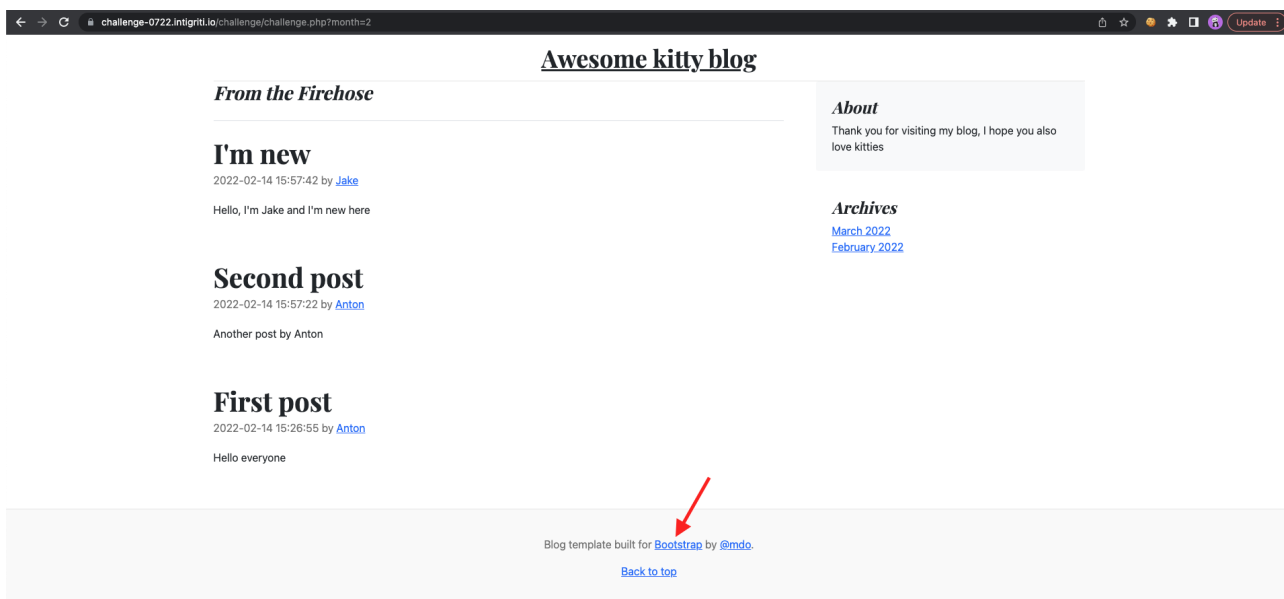 challenge-0722.intigriti.io/challenge/challenge.php?month=2
Update
Awesome kitty blog
From the Firehose
I'm new
2022-02-14 15:57:42 by Jake
Hello, I'm Jake and I'm new here
Second post
2022-02-14 15:57:22 by Anton
Another post by Anton
First post
2022-02-14 15:26:55 by Anton
Hello everyone
About
Thank you for visiting my blog, I hope you also
love kitties
Archives
March 2022
February 2022
Blog template built for Bootstrap by @mdo.
Back to top